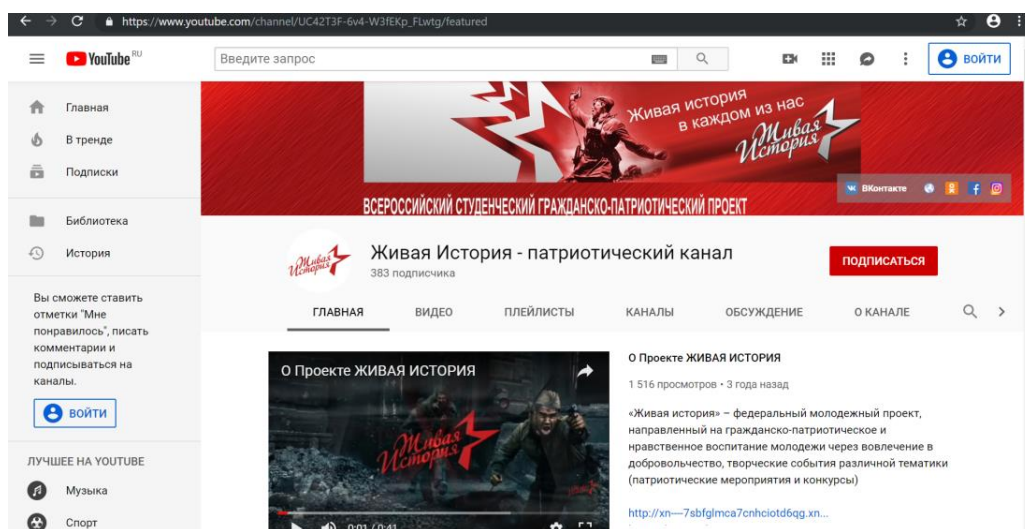 https://www.youtube.com/channel/UC42T3F-6v4-W3fEKp_FLwtg/featured
YouTube RU
Введите запрос
ВОЙТИ
Главная
В тренде
Подписки
Библиотека
История
Вы сможете ставить
отметки "Мне
понравилось", писать
комментарии и
подписываться на
каналы.
ВОЙТИ
ЛУЧШЕЕ НА YOUTUBE
Музыка
Спорт
Живая история
в каждом из нас
Живая
История
ВКонтакте
ВСЕРОССИЙСКИЙ СТУДЕНЧЕСКИЙ ГРАЖДАНСКО-ПАТРИОТИЧЕСКИЙ ПРОЕКТ
Живая
История
Живая История - патриотический канал
383 подписчика
ПОДПИСАТЬСЯ
ГЛАВНАЯ ВИДЕО ПЛЕЙЛИСТЫ КАНАЛЫ ОБСУЖДЕНИЕ О КАНАЛЕ
О Проекте ЖИВАЯ ИСТОРИЯ
Живая
История
0:01 / 0:41
О Проекте ЖИВАЯ ИСТОРИЯ
1 516 просмотров • 3 года назад
«Живая история» – федеральный молодежный проект,
направленный на гражданско-патриотическое и
нравственное воспитание молодежи через вовлечение в
добровольчество, творческие события различной тематики
(патриотические мероприятия и конкурсы)
http://xn----7sbfglmca7cnhciotd6qg.xn...